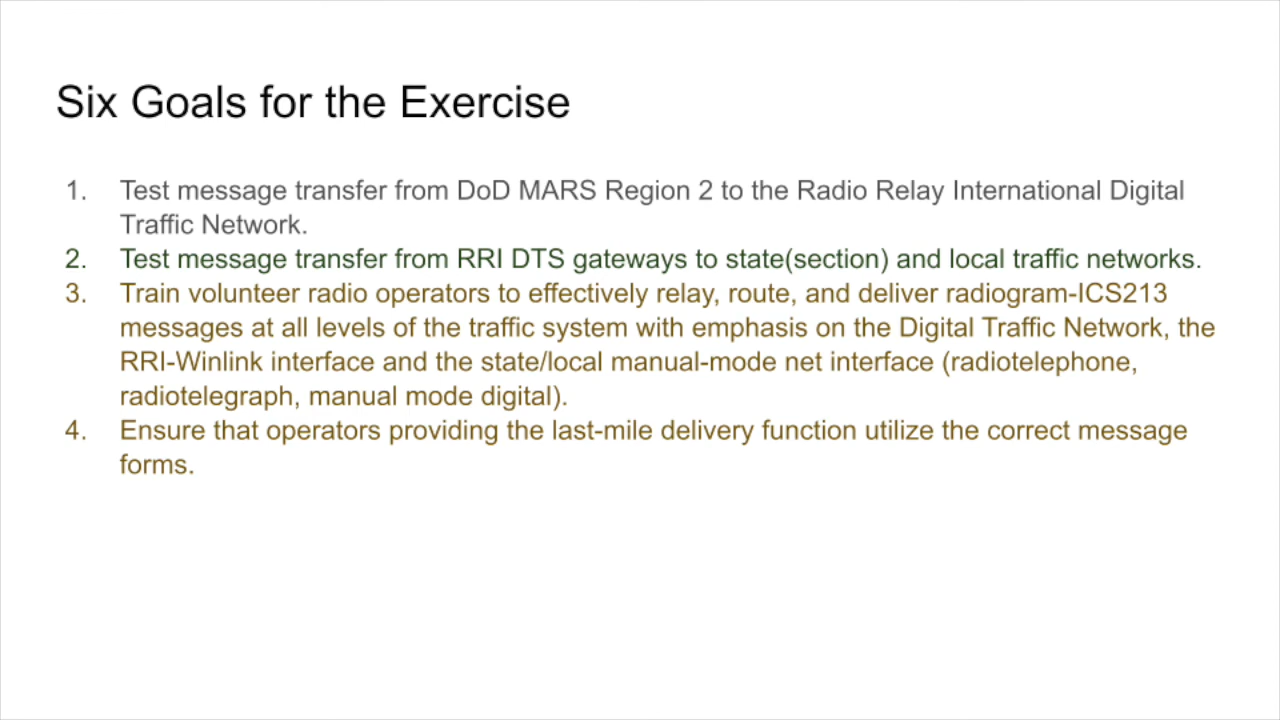 Six Goals for the Exercise
1. Test message transfer from DoD MARS Region 2 to the Radio Relay International Digital
Traffic Network.
2. Test message transfer from RRI DTS gateways to state(section) and local traffic networks.
3. Train volunteer radio operators to effectively relay, route, and deliver radiogram-ICS213
messages at all levels of the traffic system with emphasis on the Digital Traffic Network, the
RRI-Winlink interface and the state/local manual-mode net interface (radiotelephone,
radiotelegraph, manual mode digital).
4. Ensure that operators providing the last-mile delivery function utilize the correct message
forms.